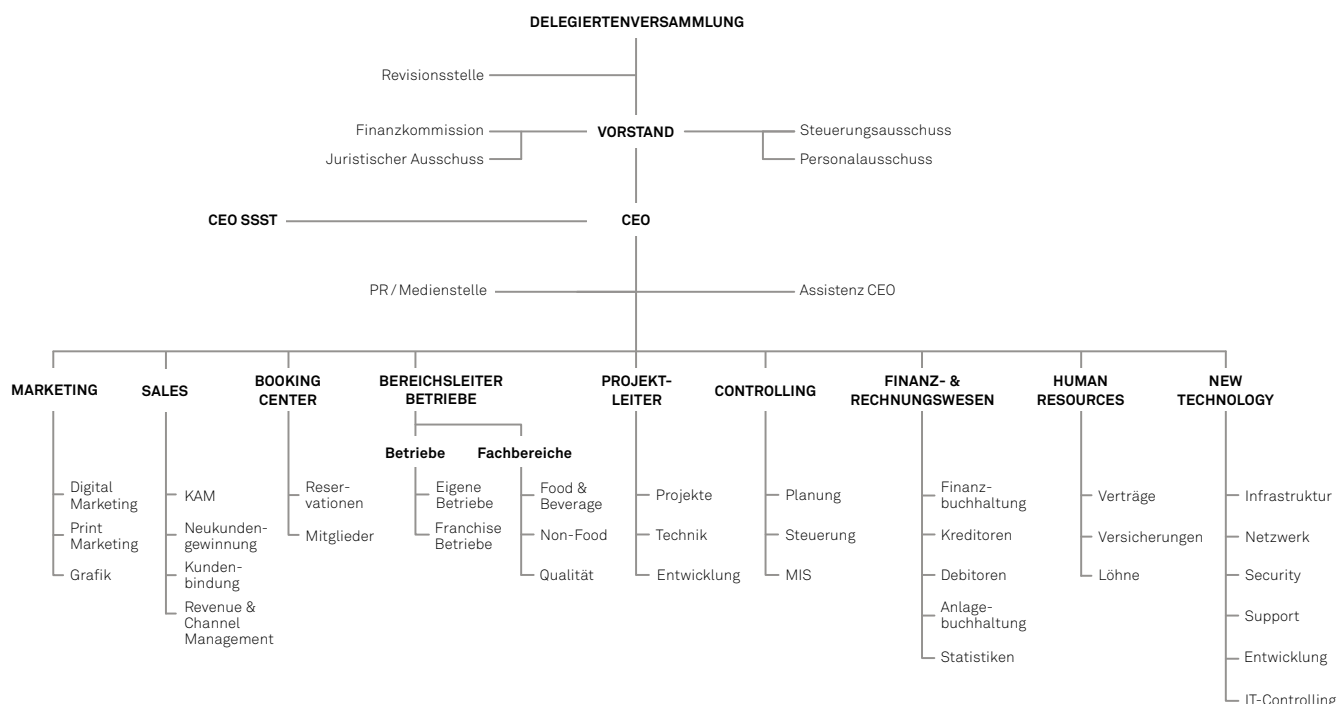 DELEGIERTENVERSAMMLUNG
Revisionsstelle
Finanzkommission
VORSTAND
Steuerungsausschuss
Juristischer Ausschuss
Personalausschuss
CEO SSST
CEO
PR / Medienstelle
Assistenz CEO
MARKETING
Digital
Marketing
Print
Marketing
Grafik
SALES
KAM
Neukunden-
gewinnung
Kunden-
bindung
Revenue &
Channel
Management
BOOKING
CENTER
Reser-
vationen
Mitglieder
BEREICHSLEITER
BETRIEBE
Betriebe
Eigene
Betriebe
Franchise
Betriebe
Fachbereiche
Food &
Beverage
Non-Food
Qualität
PROJEKT-
LEITER
Projekte
Technik
Entwicklung
CONTROLLING
Planung
Steuerung
MIS
FINANZ- &
RECHNUNGSWESEN
Finanz-
buchhaltung
Kreditoren
Debitoren
Anlage-
buchhaltung
Statistiken
HUMAN
RESOURCES
Verträge
Versicherungen
Löhne
NEW
TECHNOLOGY
Infrastruktur
Netzwerk
Security
Support
Entwicklung
IT-Controlling